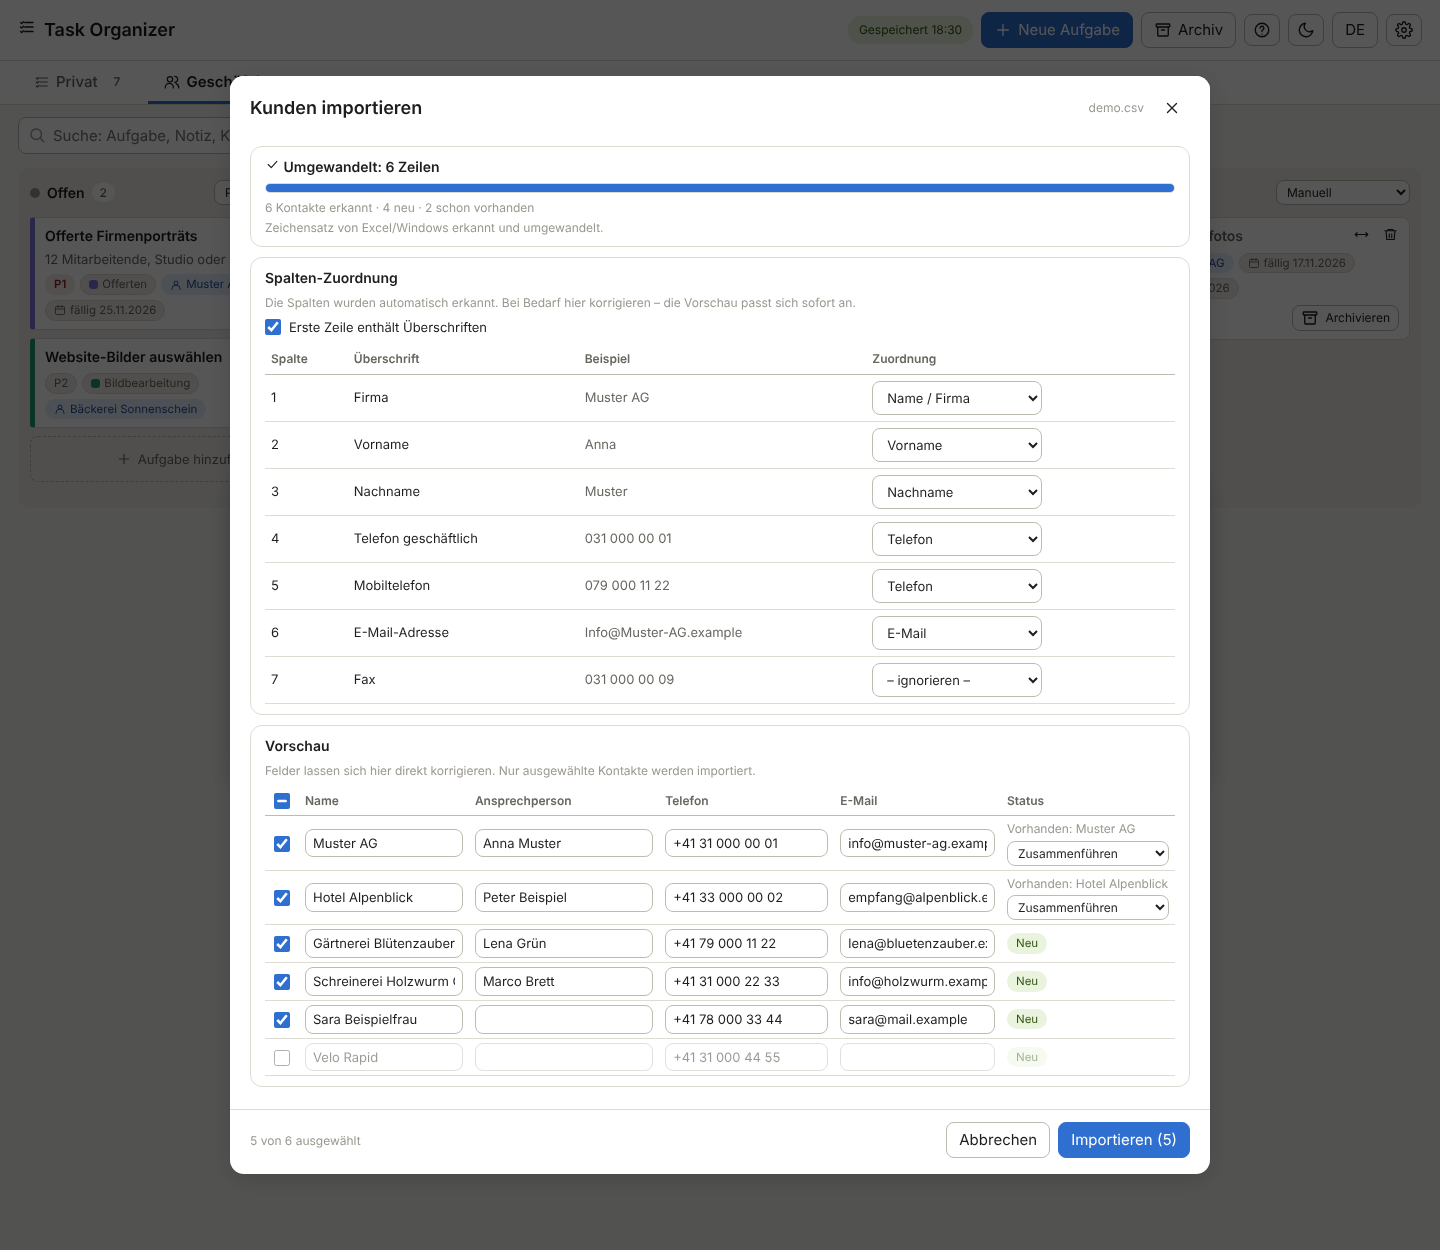 Task Organizer
Gespeichert 18:30
Neue Aufgabe
Archiv
DE
Privat 7
Gesch
Suche: Aufgabe, Notiz, K
Offen 2
Manuell
Offerte Firmenporträts
12 Mitarbeitende, Studio oder
P1 Offerten Muster A
fällig 25.11.2026
Website-Bilder auswählen
P2 Bildbearbeitung
Bäckerei Sonnenschein
Aufgabe hinzuf
fotos
AG fällig 17.11.2026
026
Archivieren
Kunden importieren
demo.csv
Umgewandelt: 6 Zeilen
6 Kontakte erkannt · 4 neu · 2 schon vorhanden
Zeichensatz von Excel/Windows erkannt und umgewandelt.
Spalten-Zuordnung
Die Spalten wurden automatisch erkannt. Bei Bedarf hier korrigieren – die Vorschau passt sich sofort an.
Erste Zeile enthält Überschriften
Spalte Überschrift Beispiel Zuordnung
1 Firma Muster AG Name / Firma
2 Vorname Anna Vorname
3 Nachname Muster Nachname
4 Telefon geschäftlich 031 000 00 01 Telefon
5 Mobiltelefon 079 000 11 22 Telefon
6 E-Mail-Adresse Info@Muster-AG.example E-Mail
7 Fax 031 000 00 09 – ignorieren –
Vorschau
Felder lassen sich hier direkt korrigieren. Nur ausgewählte Kontakte werden importiert.
Name Ansprechperson Telefon E-Mail Status
Vorhanden: Muster AG
Muster AG Anna Muster +41 31 000 00 01 info@muster-ag.examp Zusammenführen
Vorhanden: Hotel Alpenblick
Hotel Alpenblick Peter Beispiel +41 33 000 00 02 empfang@alpenblick.e Zusammenführen
Gärtnerei Blütenzauber Lena Grün +41 79 000 11 22 lena@bluetenzauber.ex Neu
Schreinerei Holzwurm Marco Brett +41 31 000 22 33 info@holzwurm.examp Neu
Sara Beispielfrau +41 78 000 33 44 sara@mail.example Neu
Velo Rapid +41 31 000 44 55 Neu
5 von 6 ausgewählt
Abbrechen
Importieren (5)